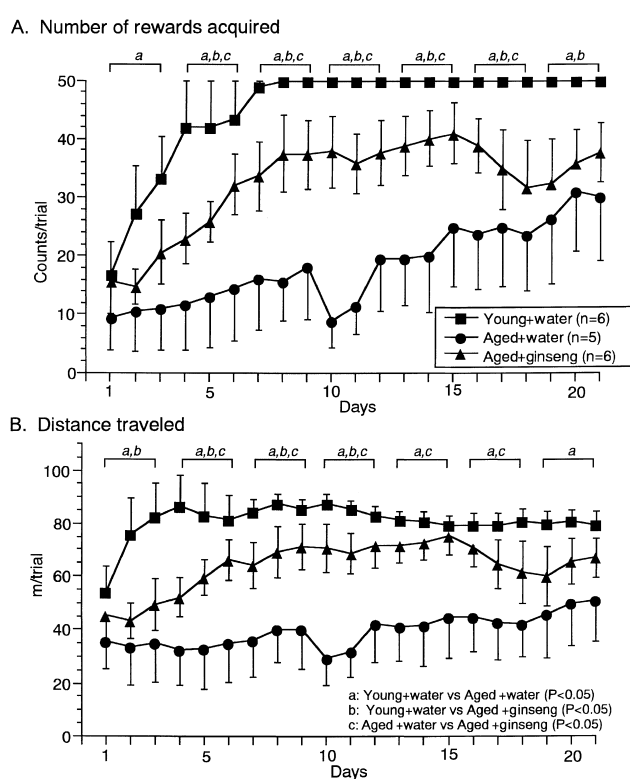 A. Number of rewards acquired
a a,b,c a,b,c a,b,c a,b,c a,b,c a,b
50
40
30
20
10
0
Counts/trial
Young+water (n=6)
Aged+water (n=5)
Aged+ginseng (n=6)
1 5 10 15 20
Days
B. Distance traveled
a,b a,b,c a,b,c a,b,c a,c a,c a
100
80
60
40
20
0
m/trial
a: Young+water vs Aged +water (P<0.05)
b: Young+water vs Aged +ginseng (P<0.05)
c: Aged +water vs Aged +ginseng (P<0.05)
1 5 10 15 20
Days